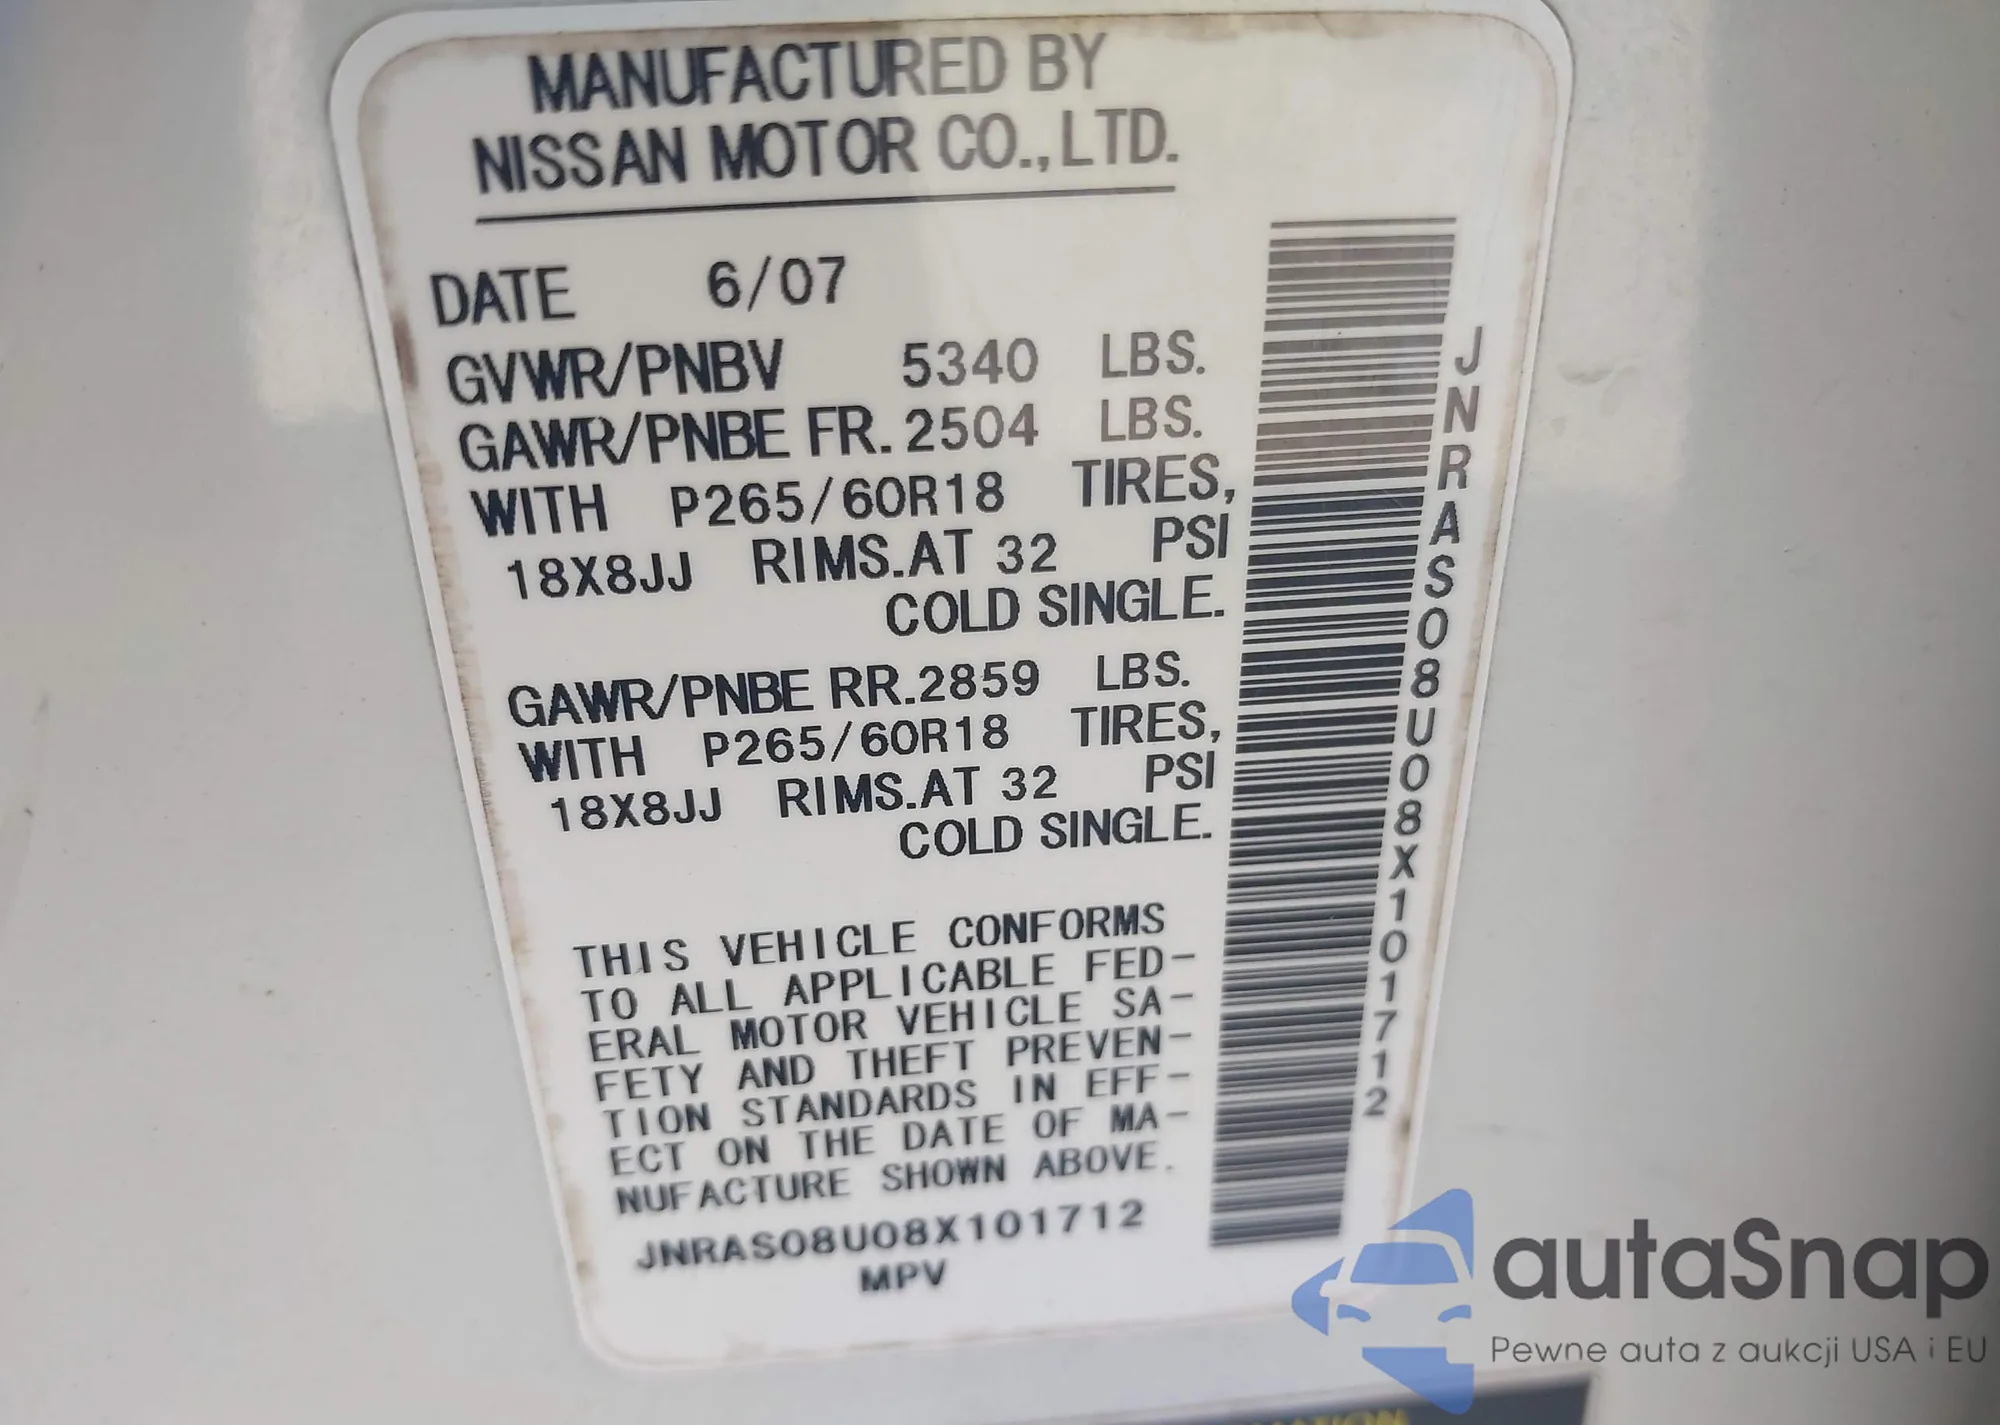 MANUFACTURED BY
NISSAN MOTOR CO.,LTD.
DATE 6/07
GVWR/PNBV 5340 LBS.
GAWR/PNBE FR. 2504 LBS.
WITH P265/60R18 TIRES,
18X8JJ RIMS.AT 32 PSI
COLD SINGLE.
GAWR/PNBE RR. 2859 LBS.
WITH P265/60R18 TIRES,
18X8JJ RIMS.AT 32 PSI
COLD SINGLE.
THIS VEHICLE CONFORMS
TO ALL APPLICABLE FED-
ERAL MOTOR VEHICLE SA-
FETY AND THEFT PREVEN-
TION STANDARDS IN EFF-
ECT ON THE DATE OF MA-
NUFACTURE SHOWN ABOVE.
JNRAS08U08X101712
MPV
JNRAS08U08X101712
autaSnap
Pewne auta z aukcji USA i EU